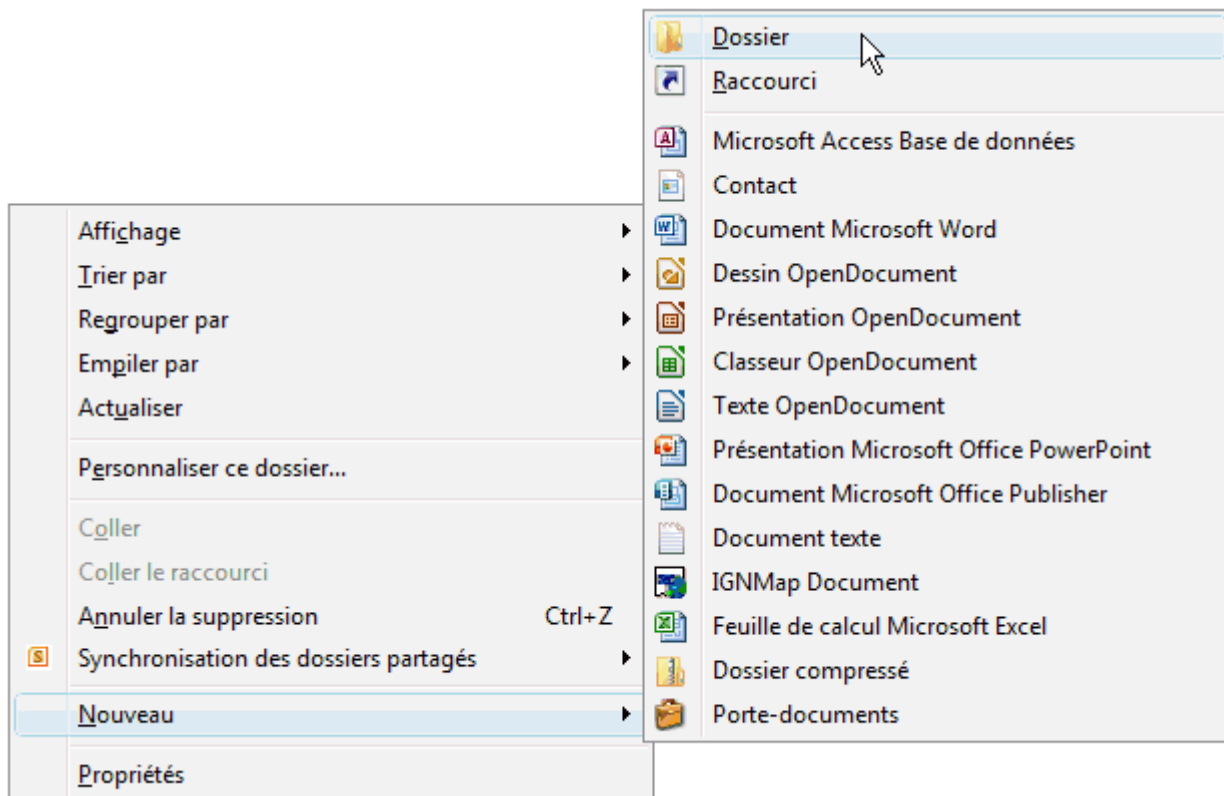 Dossier
Raccourci
Microsoft Access Base de données
Contact
Document Microsoft Word
Dessin OpenDocument
Présentation OpenDocument
Classeur OpenDocument
Texte OpenDocument
Présentation Microsoft Office PowerPoint
Document Microsoft Office Publisher
Document texte
IGNMap Document
Feuille de calcul Microsoft Excel
Dossier compressé
Porte-documents
Affichage
Trier par
Regrouper par
Empiler par
Actualiser
Personnaliser ce dossier...
Coller
Coller le raccourci
Annuler la suppression Ctrl+Z
Synchronisation des dossiers partagés
Nouveau
Propriétés